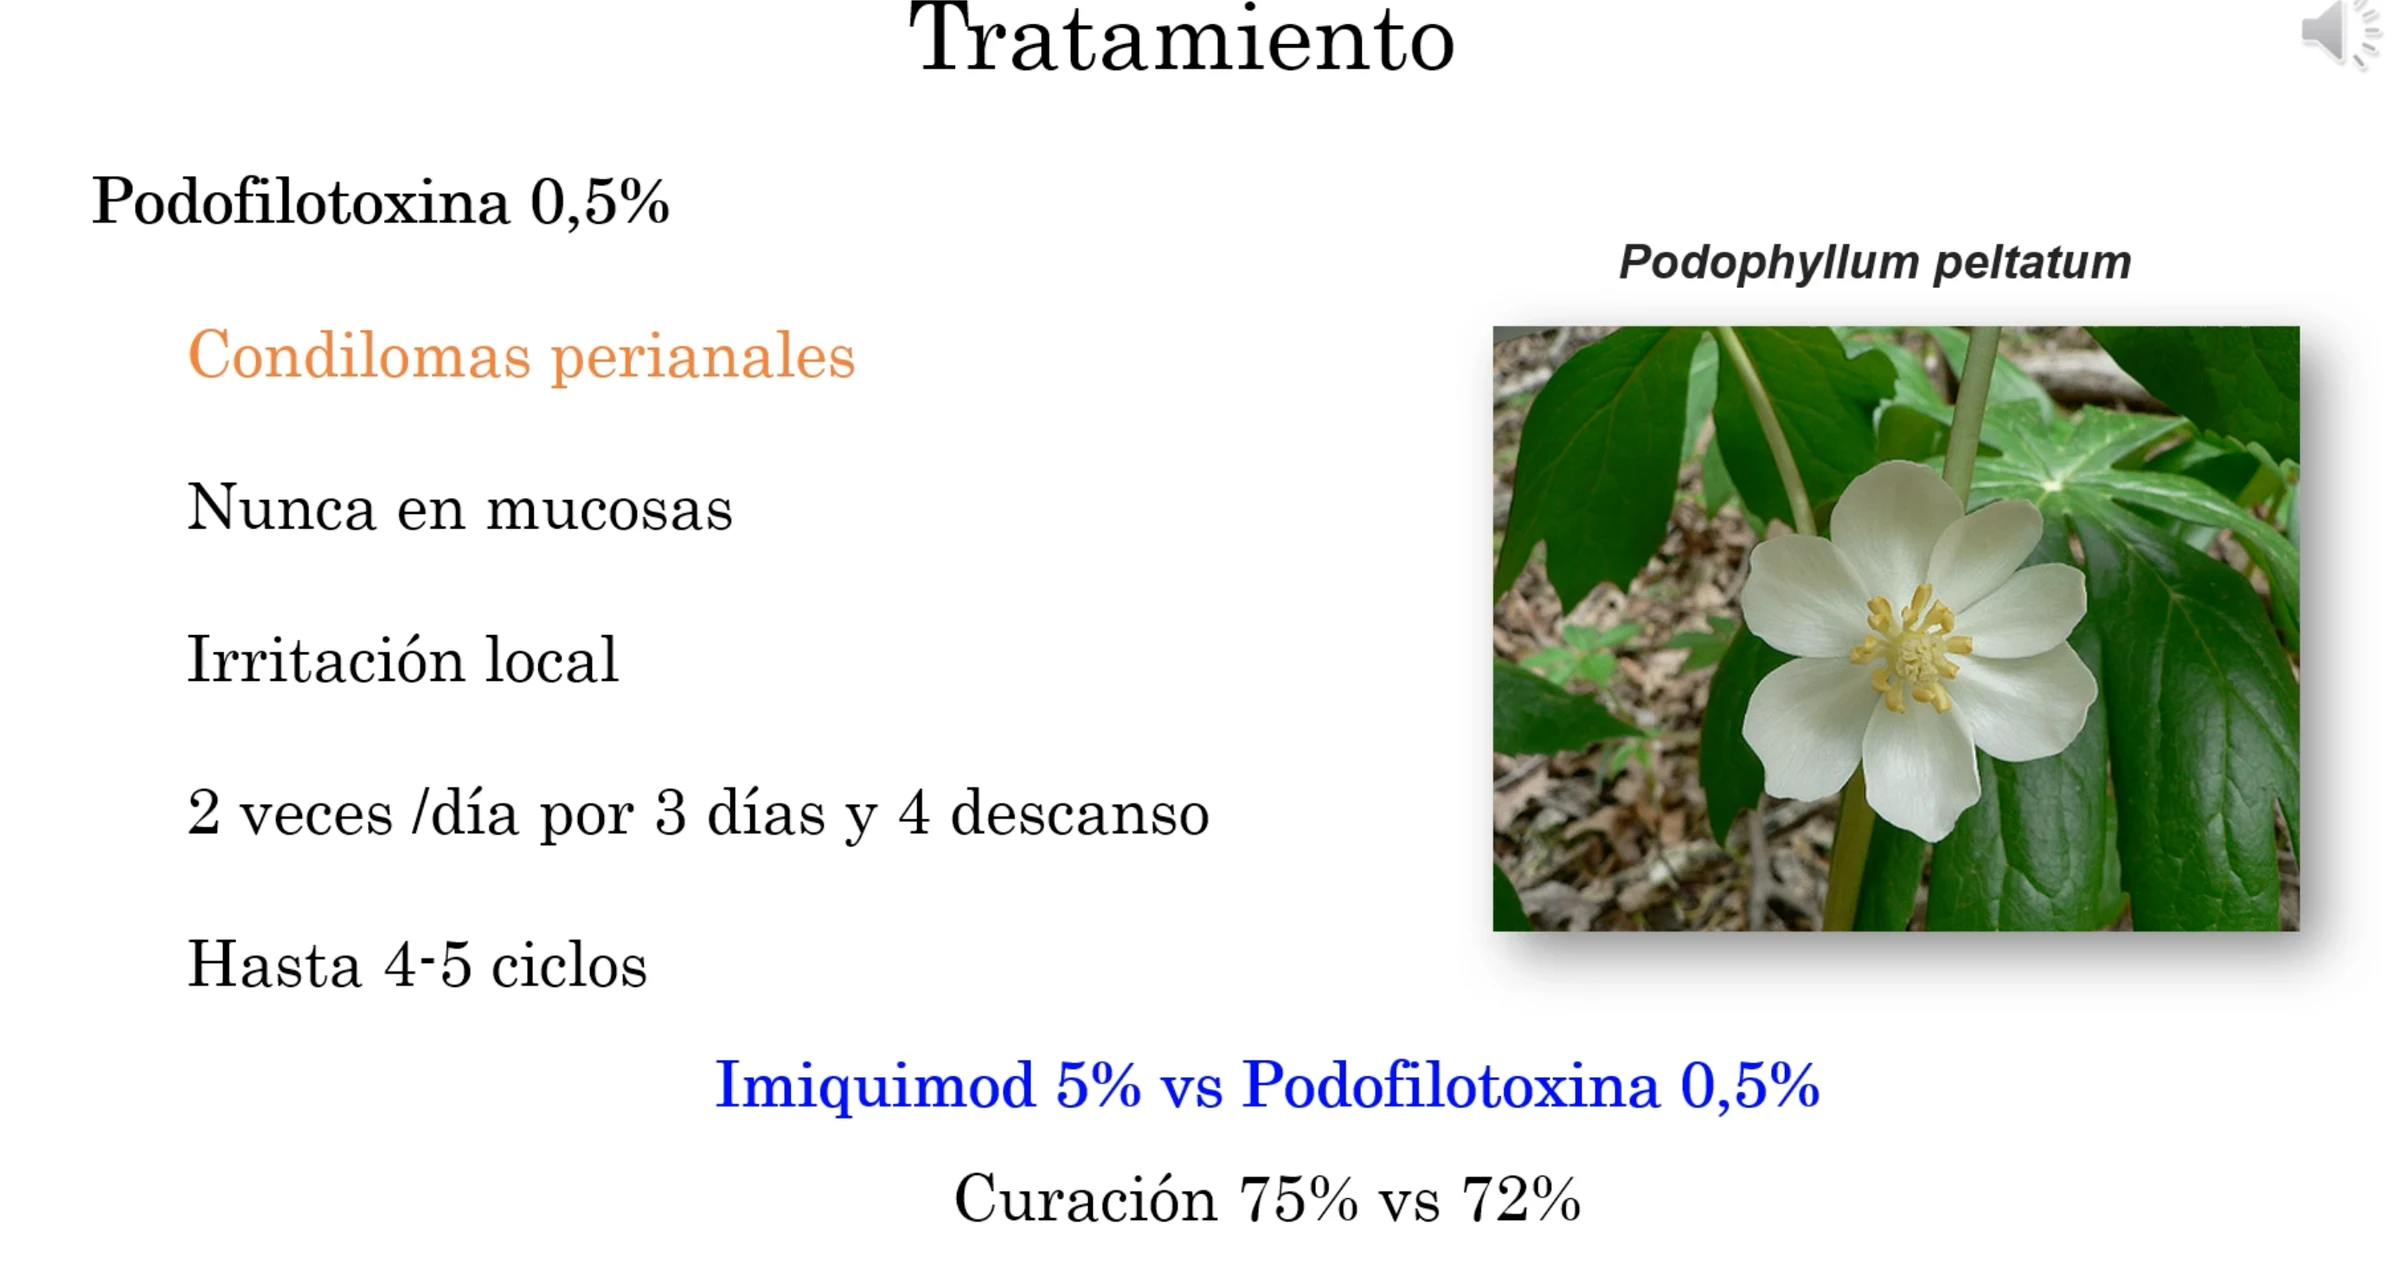 Tratamiento
Podofilotoxina 0,5%
Podophyllum peltatum
Condilomas perianales
Nunca en mucosas
Irritación local
2 veces /día por 3 días y 4 descanso
Hasta 4-5 ciclos
Imiquimod 5% vs Podofilotoxina 0,5%
Curación 75% vs 72%